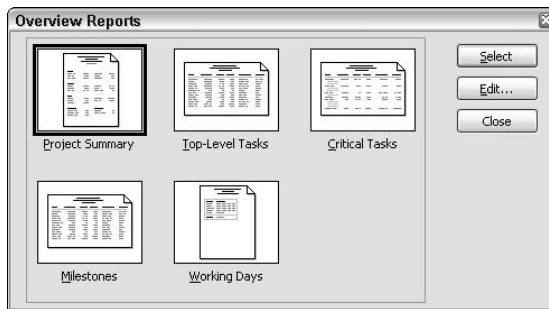 Overview Reports
Select
Edit...
Close
Project Summary
Top-Level Tasks
Critical Tasks
Milestones
Working Days